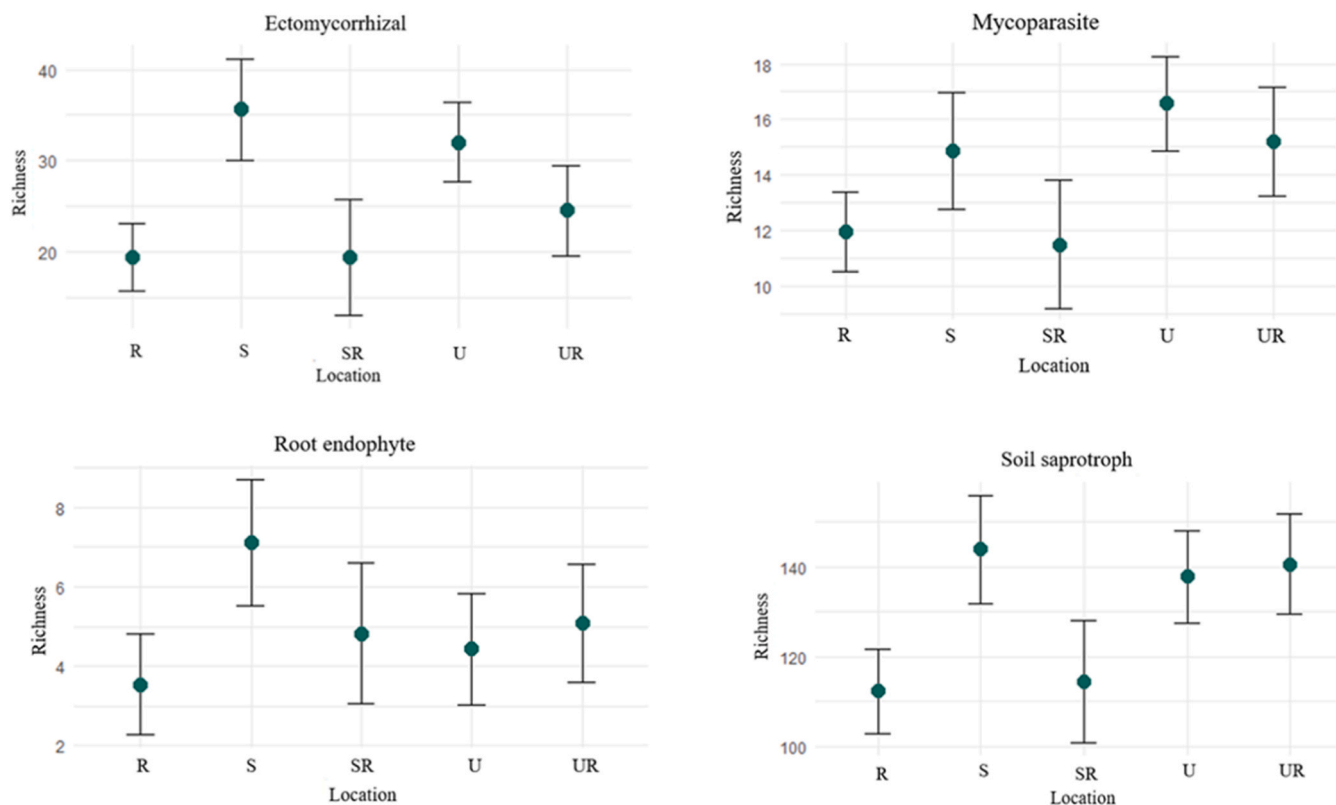 Ectomycorrhizal
40
30
20
Richness
R S SR U UR
Location
Mycoparasite
18
16
14
12
10
Richness
R S SR U UR
Location
Root endophyte
8
6
4
2
Richness
R S SR U UR
Location
Soil saprotroph
140
120
100
Richness
R S SR U UR
Location